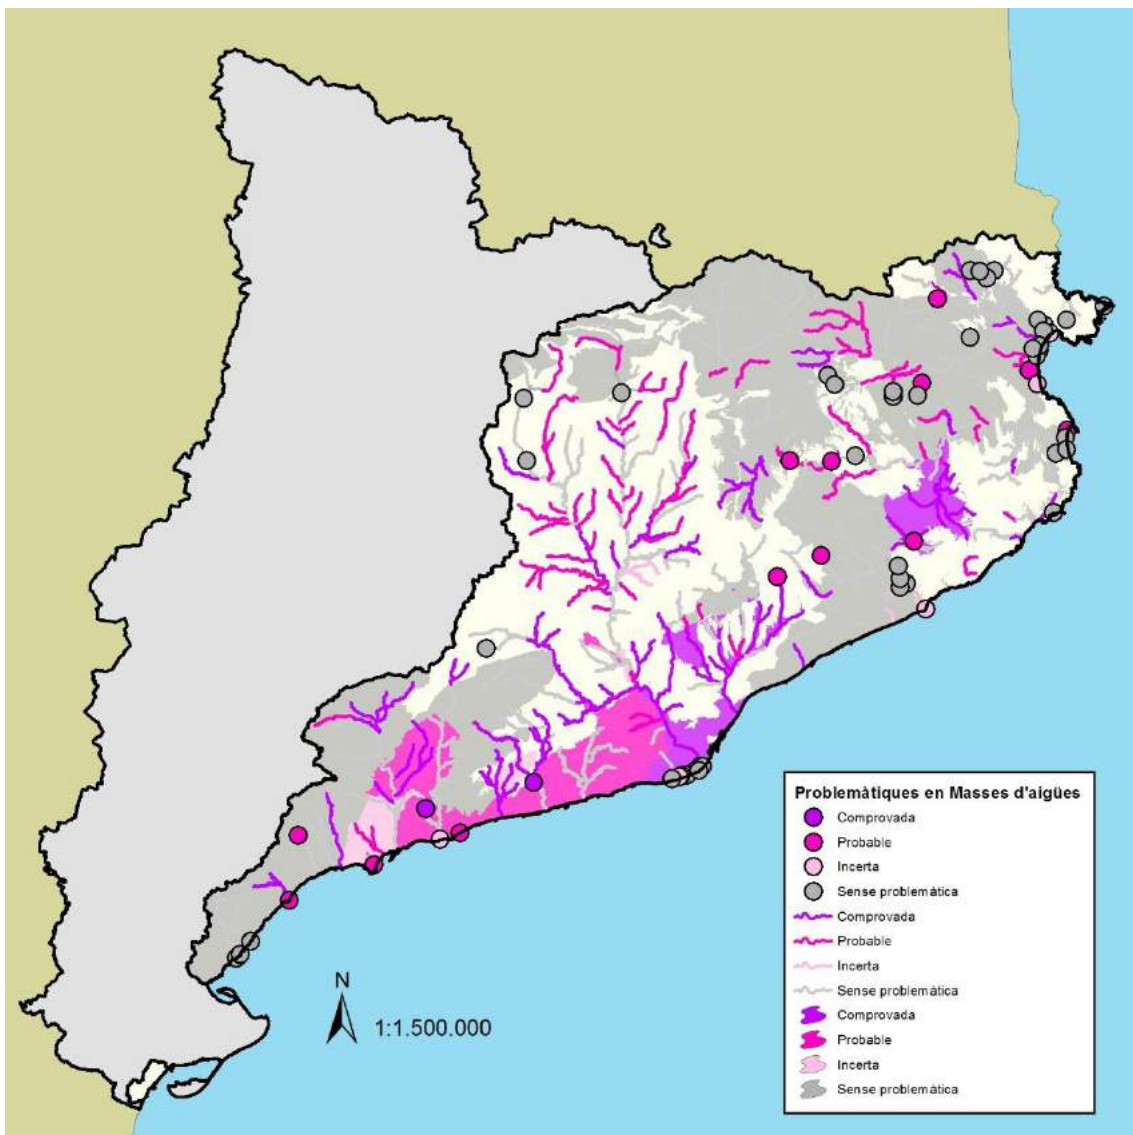 N
1:1.500.000
Problemàtiques en Masses d'aigües
Comprovada
Probable
Incerta
Sense problemàtica
Comprovada
Probable
Incerta
Sense problemàtica
Comprovada
Probable
Incerta
Sense problemàtica